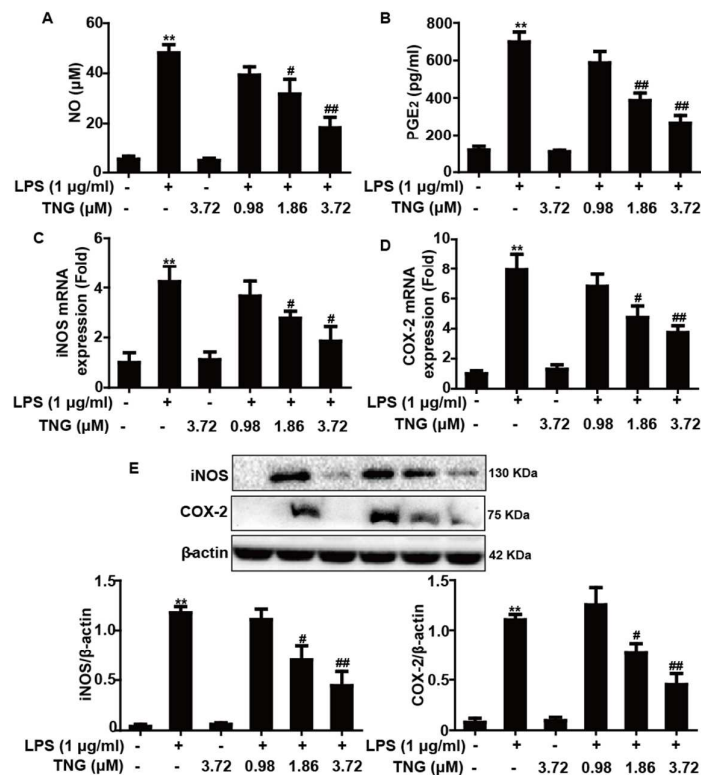 A
60
40
20
0
NO (µM)
**
#
##
LPS (1 µg/ml) - + - + + +
TNG (µM) - - 3.72 0.98 1.86 3.72
B
800
600
400
200
0
PGE2 (pg/ml)
**
##
##
LPS (1 µg/ml) - + - + + +
TNG (µM) - - 3.72 0.98 1.86 3.72
C
6
4
2
0
iNOS mRNA
expression (Fold)
**
#
#
LPS (1 µg/ml) - + - + + +
TNG (µM) - - 3.72 0.98 1.86 3.72
D
10
8
6
4
2
0
COX-2 mRNA
expression (Fold)
**
#
##
LPS (1 µg/ml) - + - + + +
TNG (µM) - - 3.72 0.98 1.86 3.72
E
iNOS 130 KDa
COX-2 75 KDa
β-actin 42 KDa
1.5
1.0
0.5
0.0
iNOS/β-actin
**
#
##
LPS (1 µg/ml) - + - + + +
TNG (µM) - - 3.72 0.98 1.86 3.72
1.5
1.0
0.5
0.0
COX-2/β-actin
**
#
##
LPS (1 µg/ml) - + - + + +
TNG (µM) - - 3.72 0.98 1.86 3.72